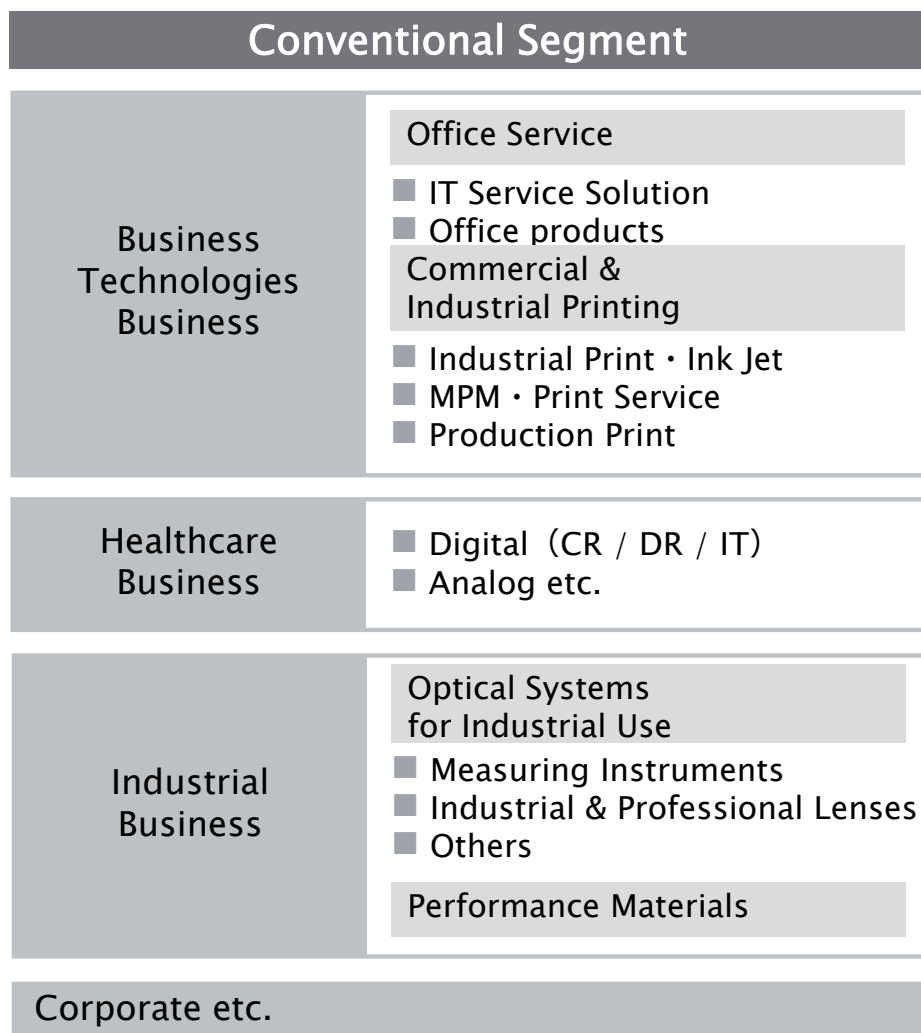 Conventional Segment
Business
Technologies
Business
Office Service
■ IT Service Solution
■ Office products
Commercial &
Industrial Printing
■ Industrial Print・Ink Jet
■ MPM・Print Service
■ Production Print
Healthcare
Business
■ Digital（CR / DR / IT）
■ Analog etc.
Industrial
Business
Optical Systems
for Industrial Use
■ Measuring Instruments
■ Industrial & Professional Lenses
■ Others
Performance Materials
Corporate etc.